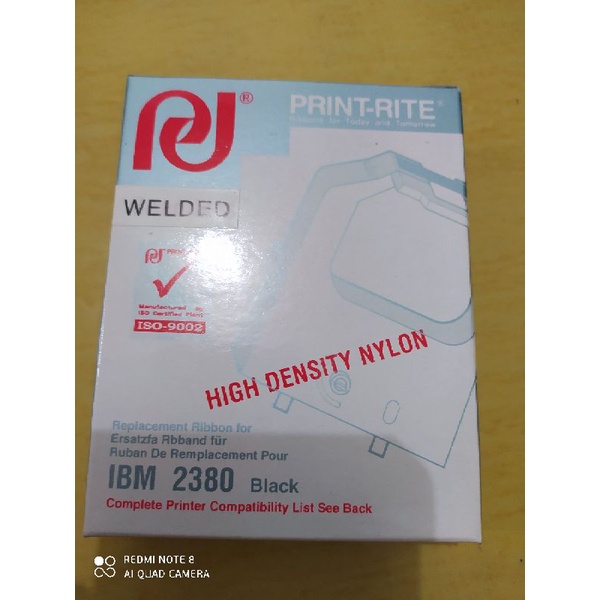 PRINT-RITE®
Ribbons for Today and Tomorrow
®
WELDED
Manufactured by
ISO Certified Plant
ISO-9002
HIGH DENSITY NYLON
Replacement Ribbon for
Ersatzfa Rbband für
Ruban De Remplacement Pour
IBM 2380 Black
Complete Printer Compatibility List See Back
REDMI NOTE 8
AI QUAD CAMERA